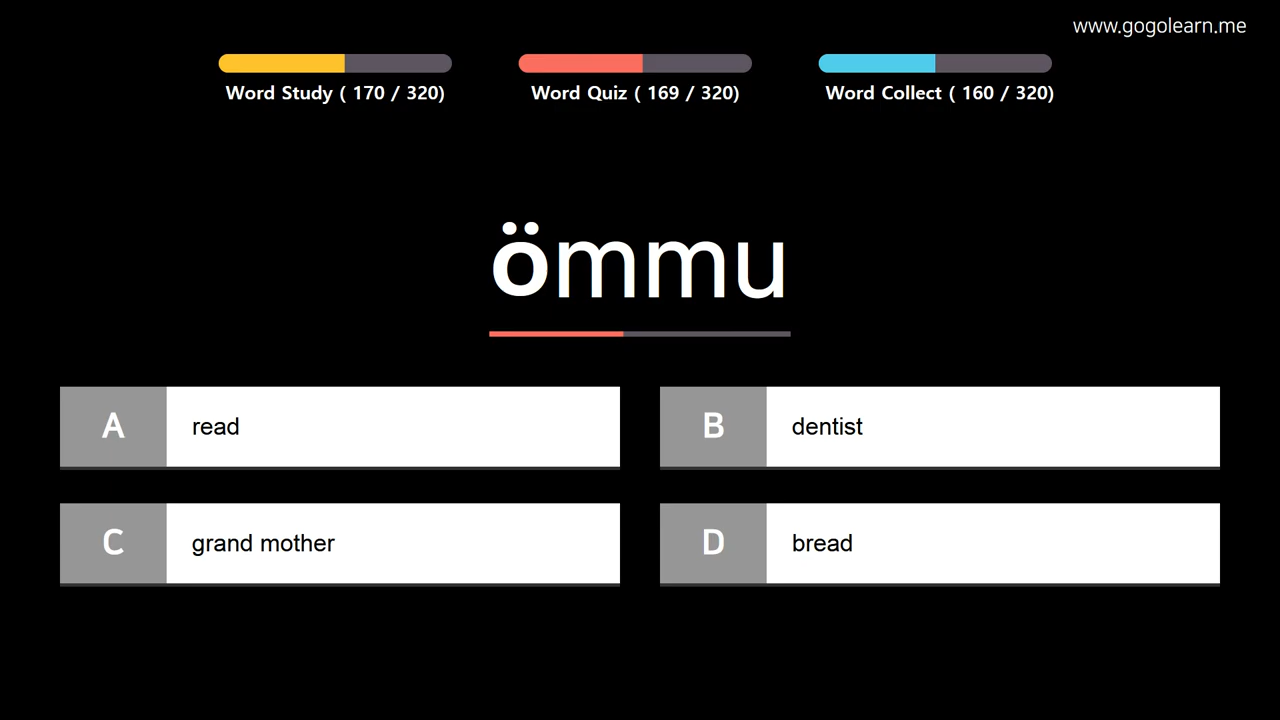 www.gogolearn.me
Word Study ( 170 / 320)
Word Quiz ( 169 / 320)
Word Collect ( 160 / 320)
ömmu
A read
B dentist
C grand mother
D bread